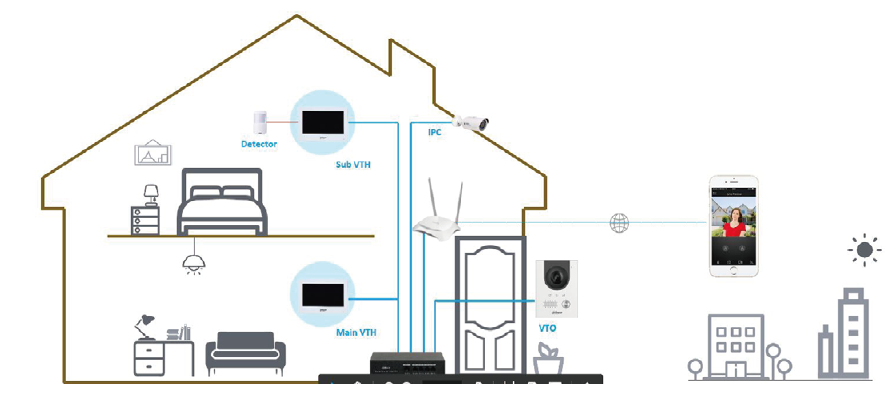 IPC
Detector
Sub VTH
Main VTH
VTO